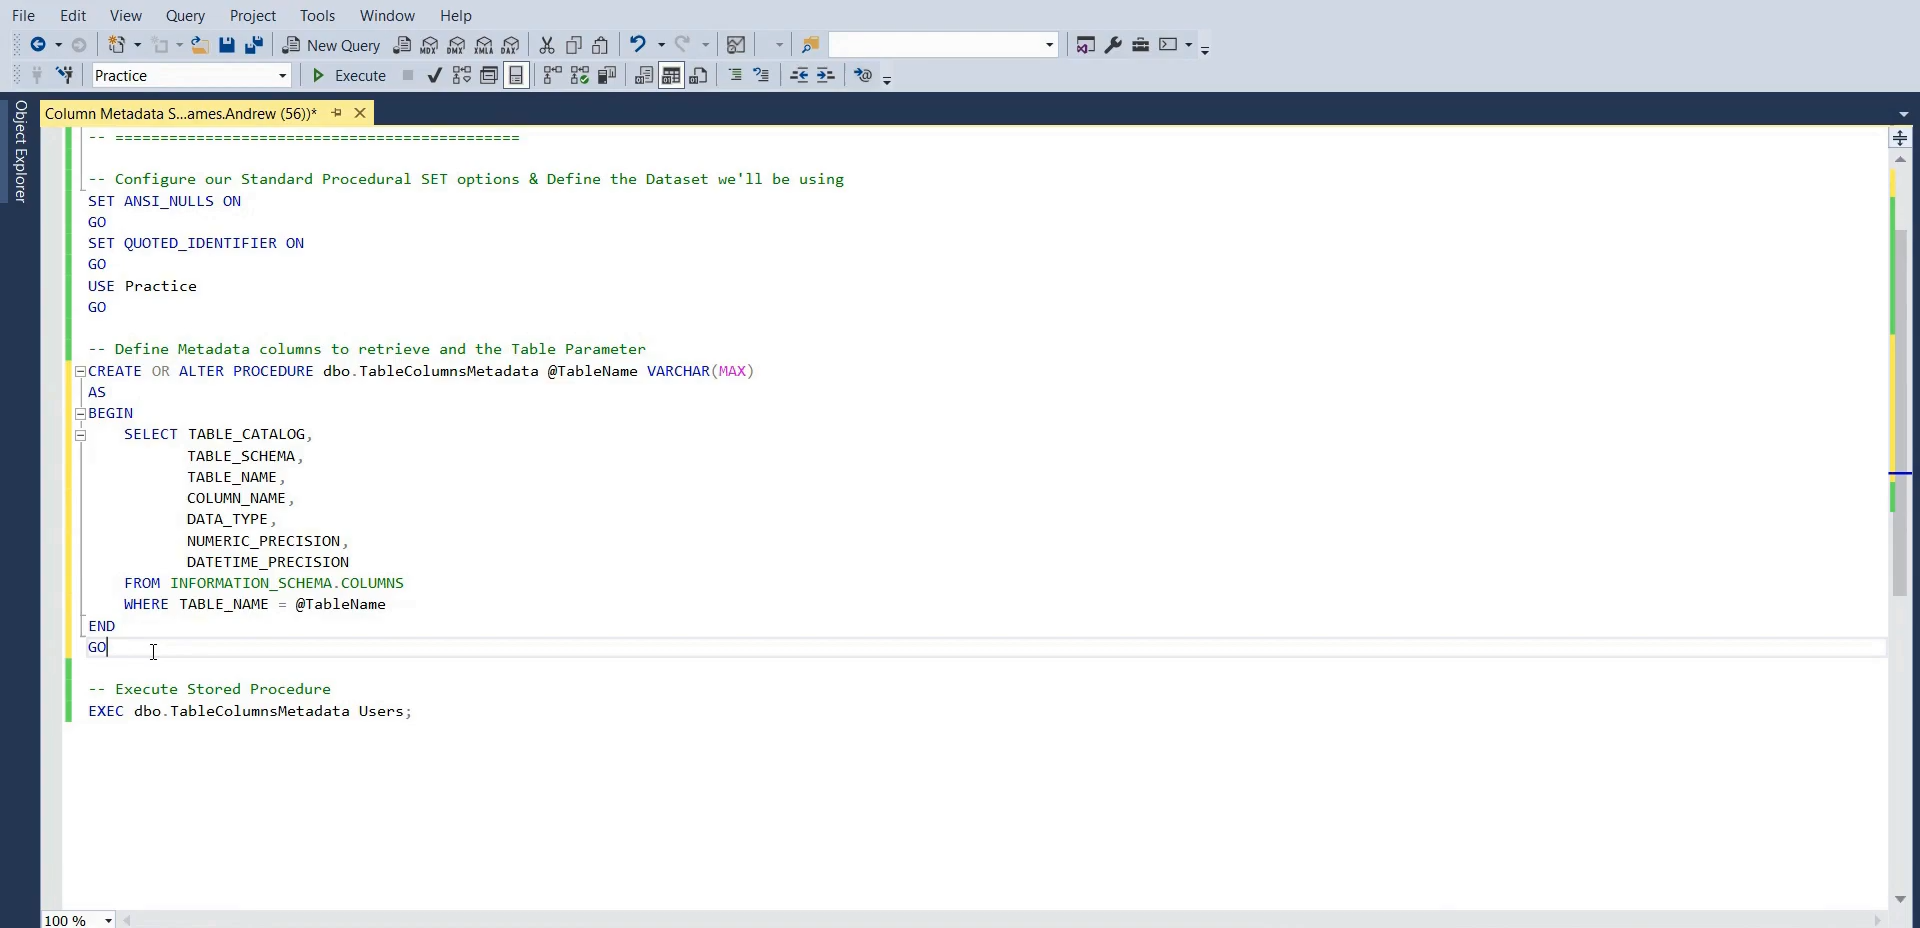 File Edit View Query Project Tools Window Help
New Query MDX DMX XMLA DAX
Practice Execute
Object Explorer
Column Metadata S...ames.Andrew (56))*
-- =============================================
-- Configure our Standard Procedural SET options & Define the Dataset we'll be using
SET ANSI_NULLS ON
GO
SET QUOTED_IDENTIFIER ON
GO
USE Practice
GO
-- Define Metadata columns to retrieve and the Table Parameter
CREATE OR ALTER PROCEDURE dbo.TableColumnsMetadata @TableName VARCHAR(MAX)
AS
BEGIN
SELECT TABLE_CATALOG,
TABLE_SCHEMA,
TABLE_NAME,
COLUMN_NAME,
DATA_TYPE,
NUMERIC_PRECISION,
DATETIME_PRECISION
FROM INFORMATION_SCHEMA.COLUMNS
WHERE TABLE_NAME = @TableName
END
GO
-- Execute Stored Procedure
EXEC dbo.TableColumnsMetadata Users;
100 %